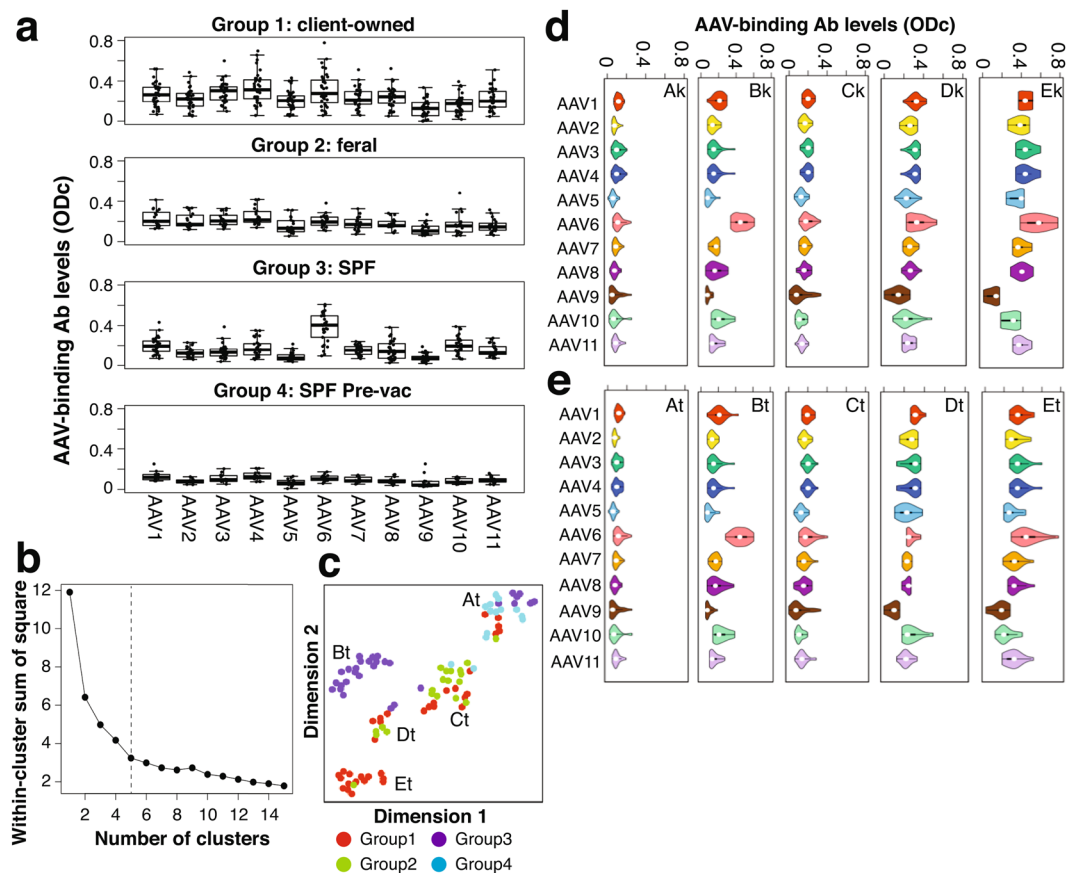 a
Group 1: client-owned
0.8
0.4
0
Group 2: feral
0.8
0.4
0
Group 3: SPF
0.8
0.4
0
Group 4: SPF Pre-vac
0.8
0.4
0
AAV-binding Ab levels (ODc)
AAV1 AAV2 AAV3 AAV4 AAV5 AAV6 AAV7 AAV8 AAV9 AAV10 AAV11
b
12
10
8
6
4
2
Within-cluster sum of square
2 4 6 8 10 12 14
Number of clusters
c
At
Bt
Ct
Dt
Et
Dimension 2
Dimension 1
Group1 Group3
Group2 Group4
d
AAV-binding Ab levels (ODc)
0 0.4 0.8 0 0.4 0.8 0 0.4 0.8 0 0.4 0.8 0 0.4 0.8
Ak Bk Ck Dk Ek
AAV1
AAV2
AAV3
AAV4
AAV5
AAV6
AAV7
AAV8
AAV9
AAV10
AAV11
e
At Bt Ct Dt Et
AAV1
AAV2
AAV3
AAV4
AAV5
AAV6
AAV7
AAV8
AAV9
AAV10
AAV11